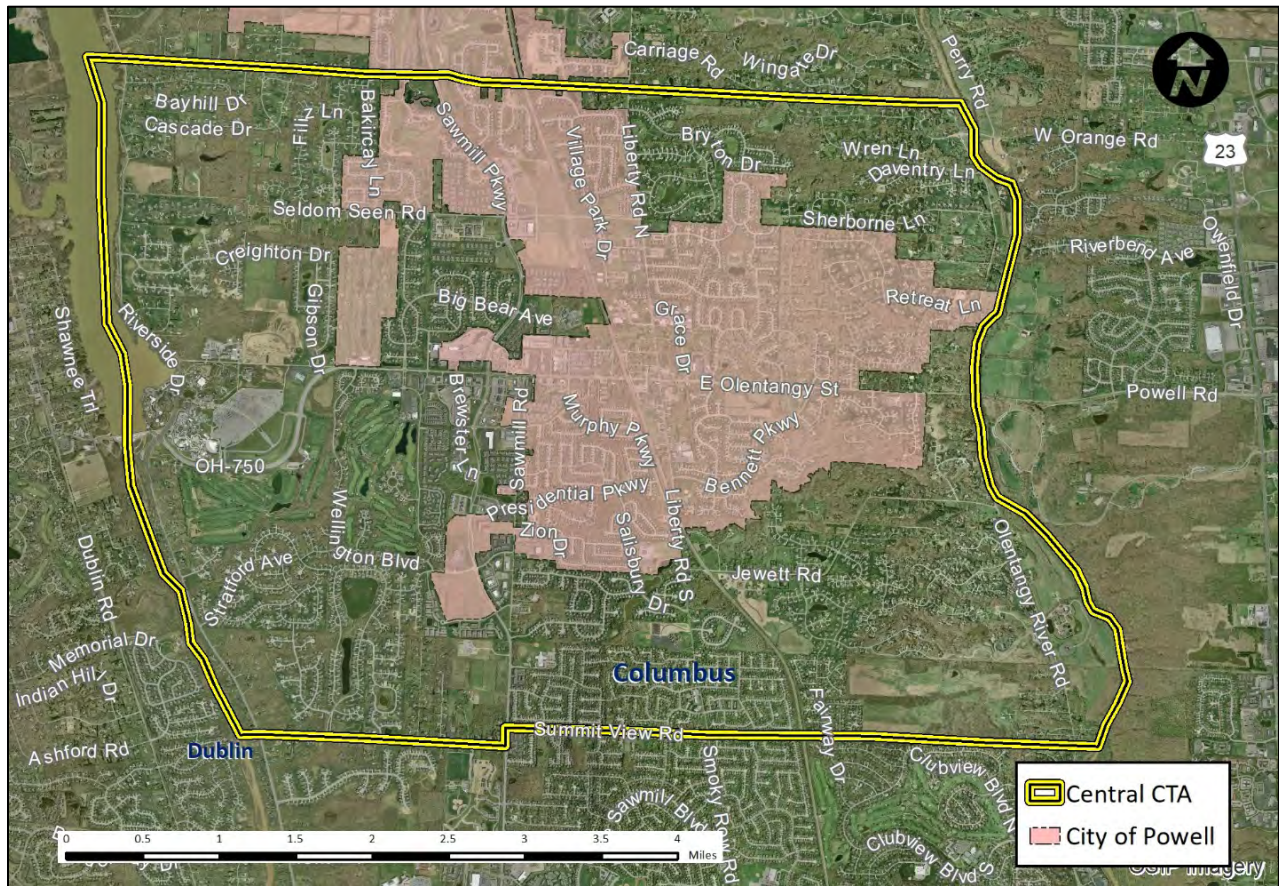 Carriage Rd
Wingate Dr
Perry Rd
N
Bayhill Dr
Cascade Dr
Z Ln
Bakircay Ln
Sawmill Pkwy
Village Park Dr
Liberty Rd N
Bryton Dr
Wren Ln
Daventry Ln
W Orange Rd
23
Seldom Seen Rd
Sherborne Ln
Creighton Dr
Riverbend Ave
Owenfield Dr
Gibson Dr
Big Bear Ave
Grace Dr
Retreat Ln
Shawnee Trl
Riverside Dr
E Olentangy St
Powell Rd
Brewster Ln
Sawmill Rd
Murphy Pkwy
Bennett Pkwy
OH-750
Presidential Pkwy
Wellington Blvd
Zion Dr
Salisbury Dr
Liberty Rd S
Olentangy River Rd
Dublin Rd
Stratford Ave
Jewett Rd
Memorial Dr
Indian Hill Dr
Columbus
Fairway Dr
Summit View Rd
Ashford Rd
Dublin
Smoky Row Rd
Sawmill Blvd
Clubview Blvd N
Clubview Blvd S
Central CTA
City of Powell
0 0.5 1 1.5 2 2.5 3 3.5 4
Miles
Imagery